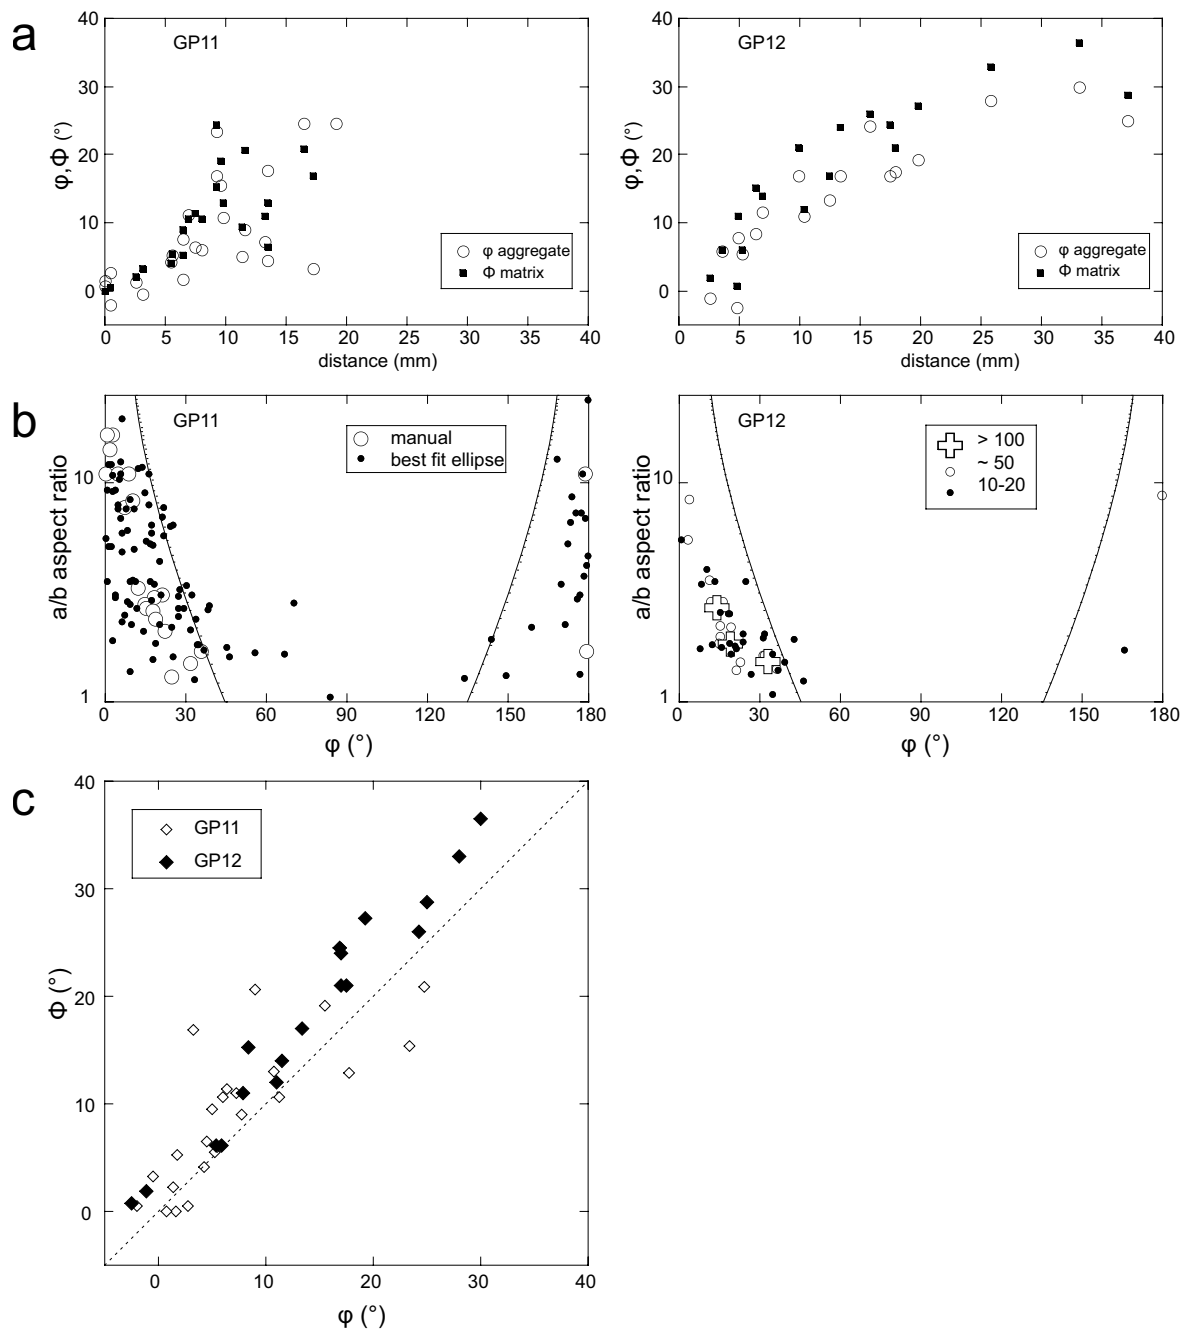 a
GP11
φ,Φ (°)
40
30
20
10
0
0 5 10 15 20 25 30 35 40
distance (mm)
φ aggregate
Φ matrix
GP12
φ,Φ (°)
40
30
20
10
0
0 5 10 15 20 25 30 35 40
distance (mm)
φ aggregate
Φ matrix
b
GP11
a/b aspect ratio
10
1
manual
best fit ellipse
0 30 60 90 120 150 180
φ (°)
GP12
a/b aspect ratio
10
1
> 100
~ 50
10-20
0 30 60 90 120 150 180
φ (°)
c
Φ (°)
40
30
20
10
0
GP11
GP12
0 10 20 30 40
φ (°)